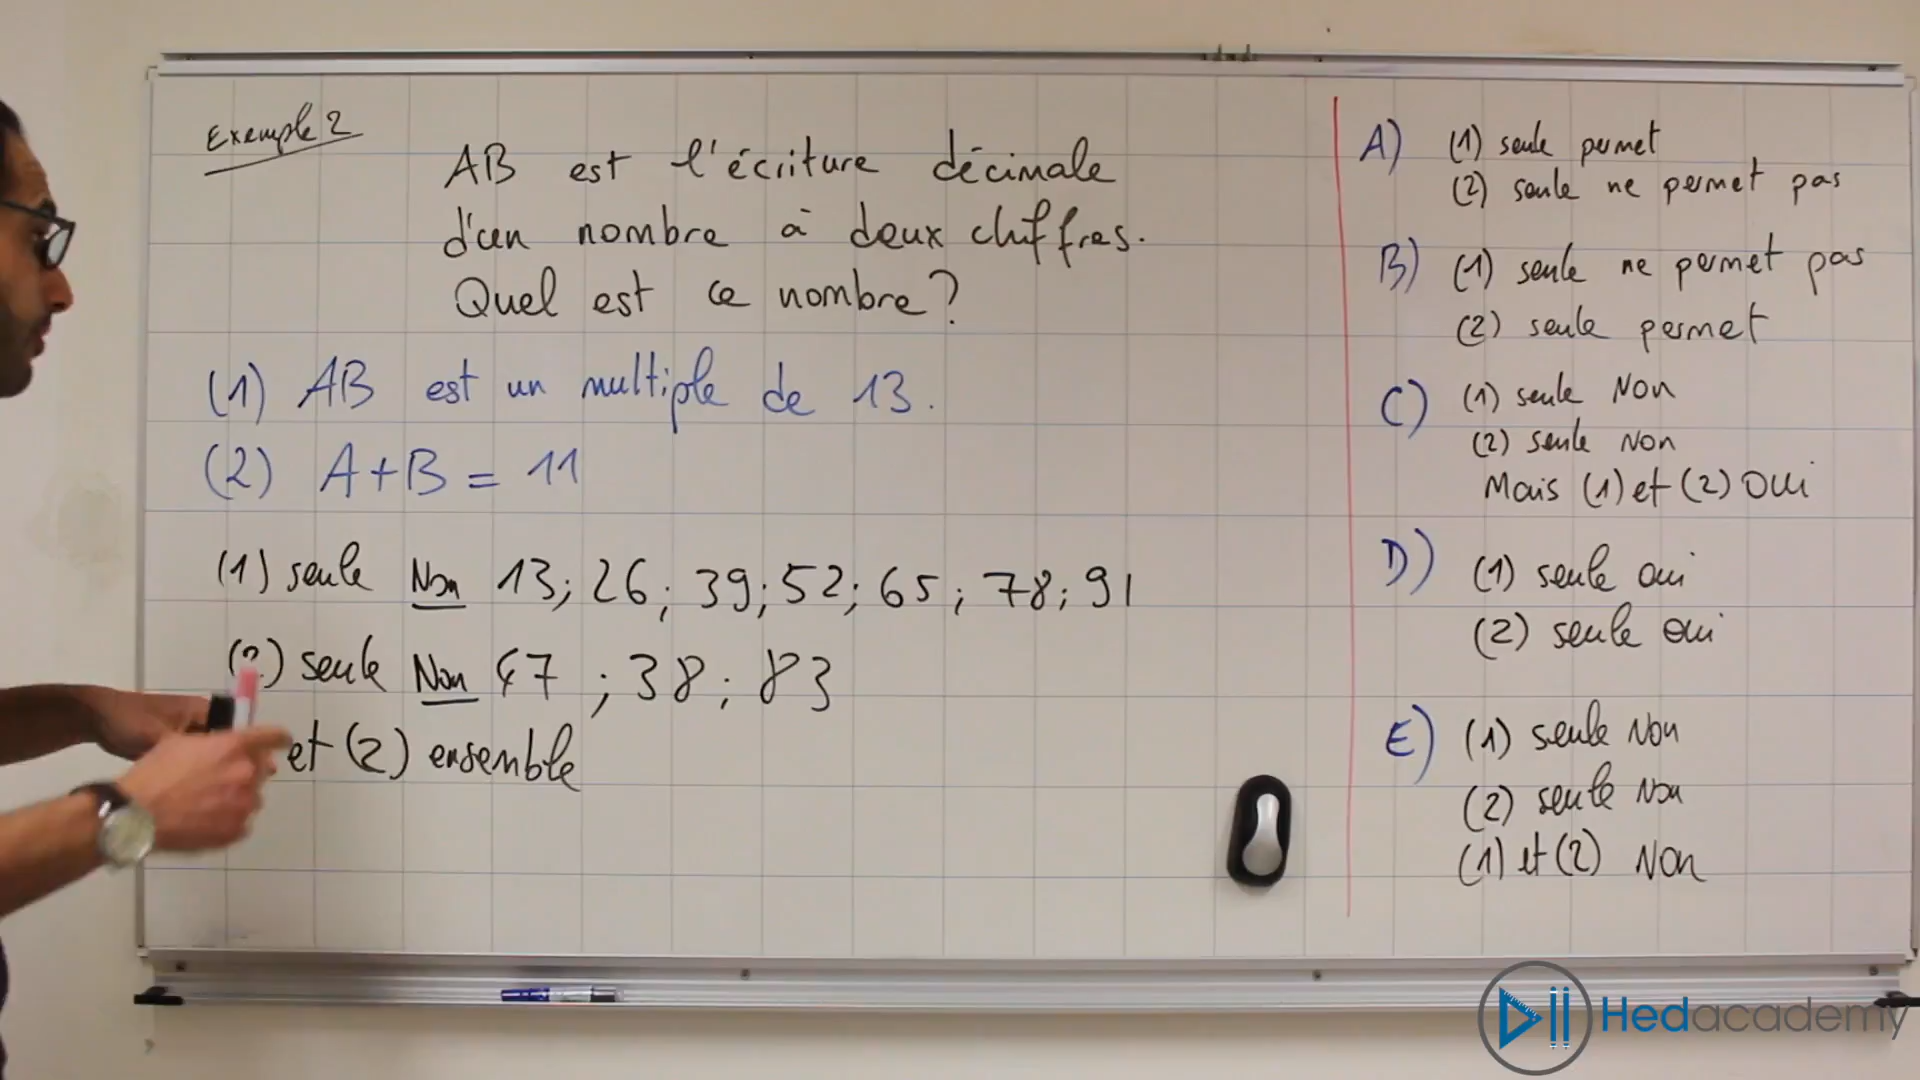 Exemple 2
AB est l'écriture décimale
d'un nombre à deux chiffres.
Quel est ce nombre?
(1) AB est un multiple de 13.
(2) A+B = 11
(1) seule Non 13; 26; 39; 52; 65; 78; 91
(2) seule Non 47 ; 38 ; 83
et (2) ensemble
A) (1) seule permet
(2) seule ne permet pas
B) (1) seule ne permet pas
(2) seule permet
C) (1) seule Non
(2) seule Non
Mais (1) et (2) OUI
D) (1) seule oui
(2) seule oui
E) (1) seule Non
(2) seule Non
(1) et (2) Non
Hedacademy